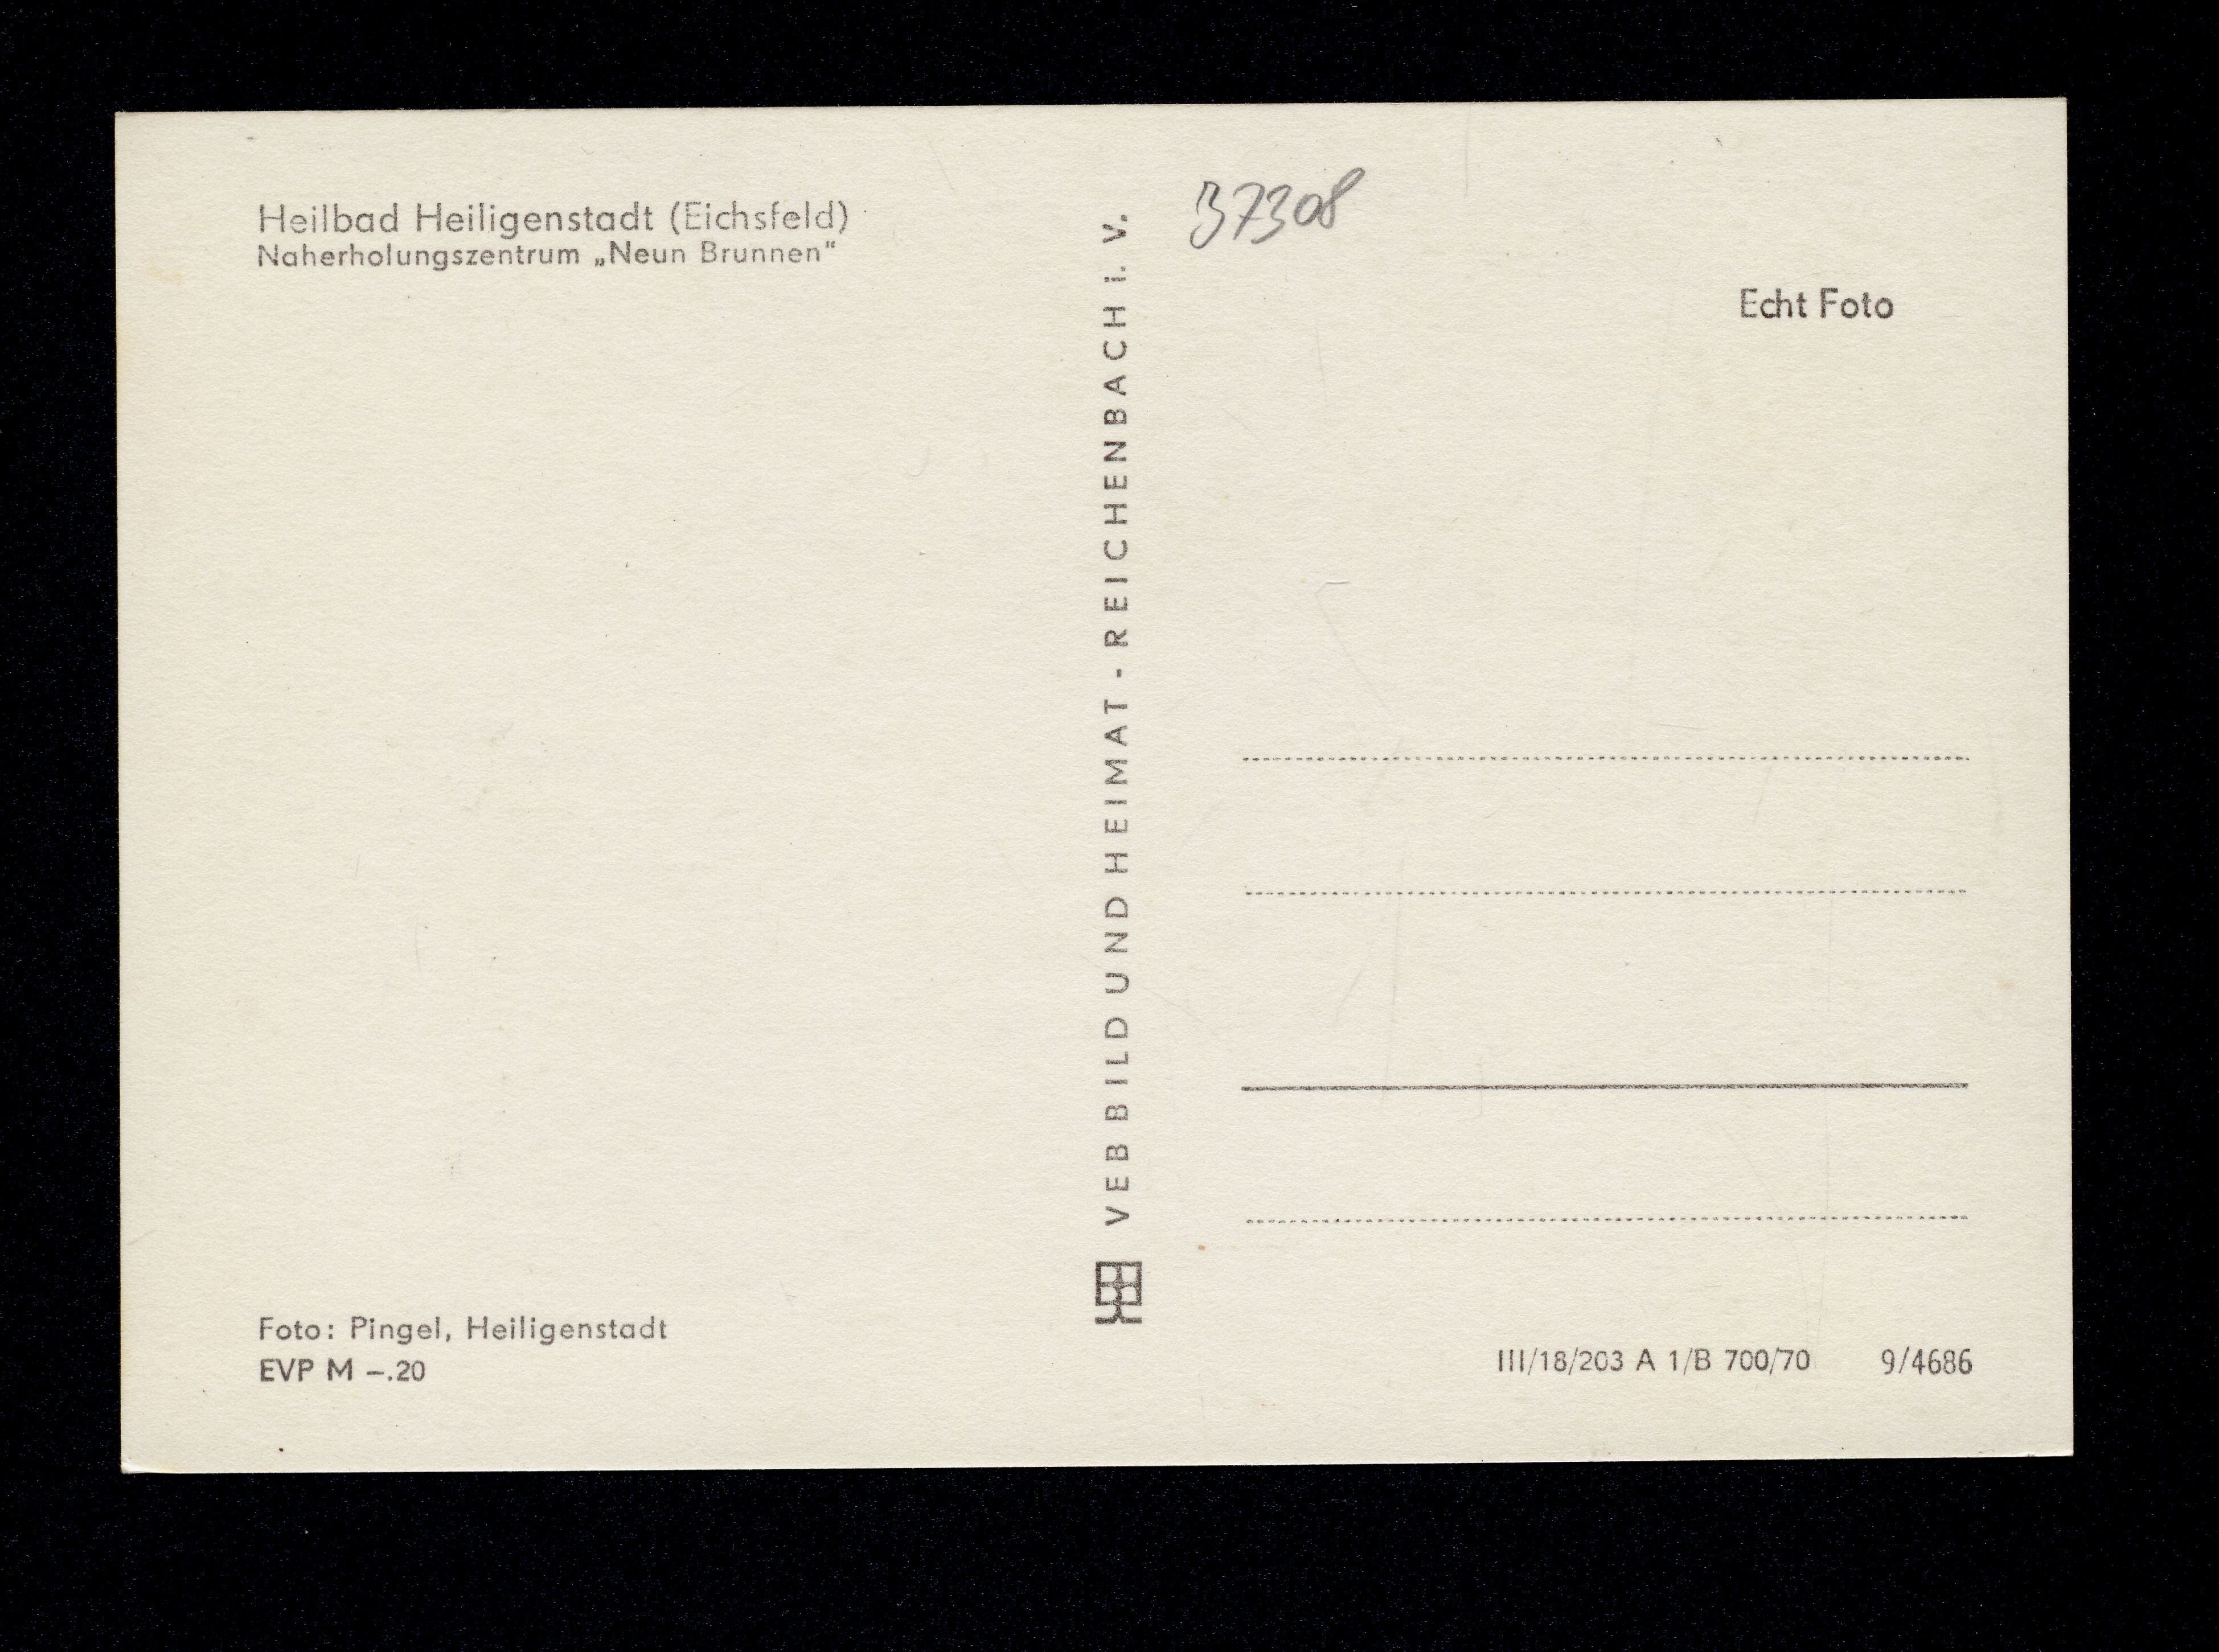 Heilbad Heiligenstadt (Eichsfeld)
Naherholungszentrum „Neun Brunnen“
Foto: Pingel, Heiligenstadt
EVP M –.20
VEB BILD UND HEIMAT - REICHENBACH i. V.
37308
Echt Foto
III/18/203 A 1/B 700/70 9/4686